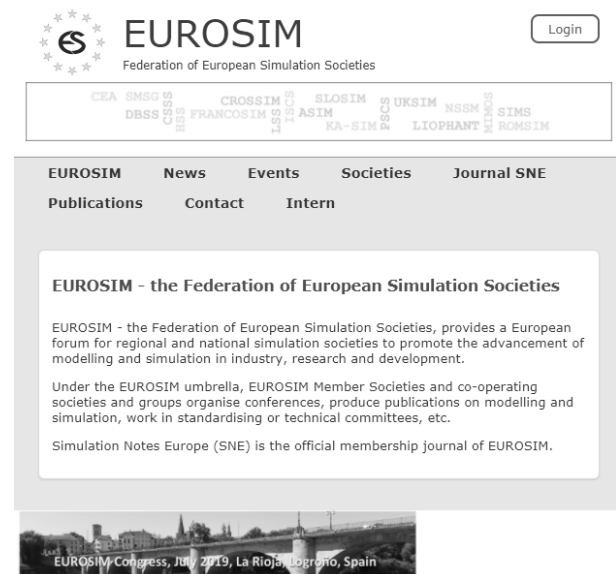 ES
EUROSIM
Federation of European Simulation Societies
Login
CEA SMSG CSSS CROSSIM ISCS SLOSIM PSCS UKSIM NSSM MIMOS SIMS
DBSS HSS FRANCOSIM LSS ASIM KA-SIM LIOPHANT ROMSIM
EUROSIM News Events Societies Journal SNE
Publications Contact Intern
EUROSIM - the Federation of European Simulation Societies
EUROSIM - the Federation of European Simulation Societies, provides a European
forum for regional and national simulation societies to promote the advancement of
modelling and simulation in industry, research and development.
Under the EUROSIM umbrella, EUROSIM Member Societies and co-operating
societies and groups organise conferences, produce publications on modelling and
simulation, work in standardising or technical committees, etc.
Simulation Notes Europe (SNE) is the official membership journal of EUROSIM.
EUROSIM Congress, July 2019, La Rioja, Logroño, Spain